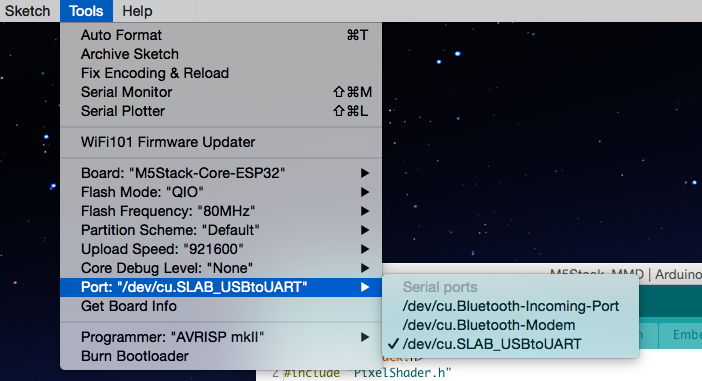 Sketch Tools Help
Auto Format ⌘T
Archive Sketch
Fix Encoding & Reload
Serial Monitor ⇧⌘M
Serial Plotter ⇧⌘L
WiFi101 Firmware Updater
Board: "M5Stack-Core-ESP32"
Flash Mode: "QIO"
Flash Frequency: "80MHz"
Partition Scheme: "Default"
Upload Speed: "921600"
Core Debug Level: "None"
Port: "/dev/cu.SLAB_USBtoUART"
Get Board Info
Programmer: "AVRISP mkII"
Burn Bootloader
M5Stack_MMD | Arduino
Serial ports
/dev/cu.Bluetooth-Incoming-Port
/dev/cu.Bluetooth-Modem
✓ /dev/cu.SLAB_USBtoUART
Embe
ck.h>
2 #include "PixelShader.h"